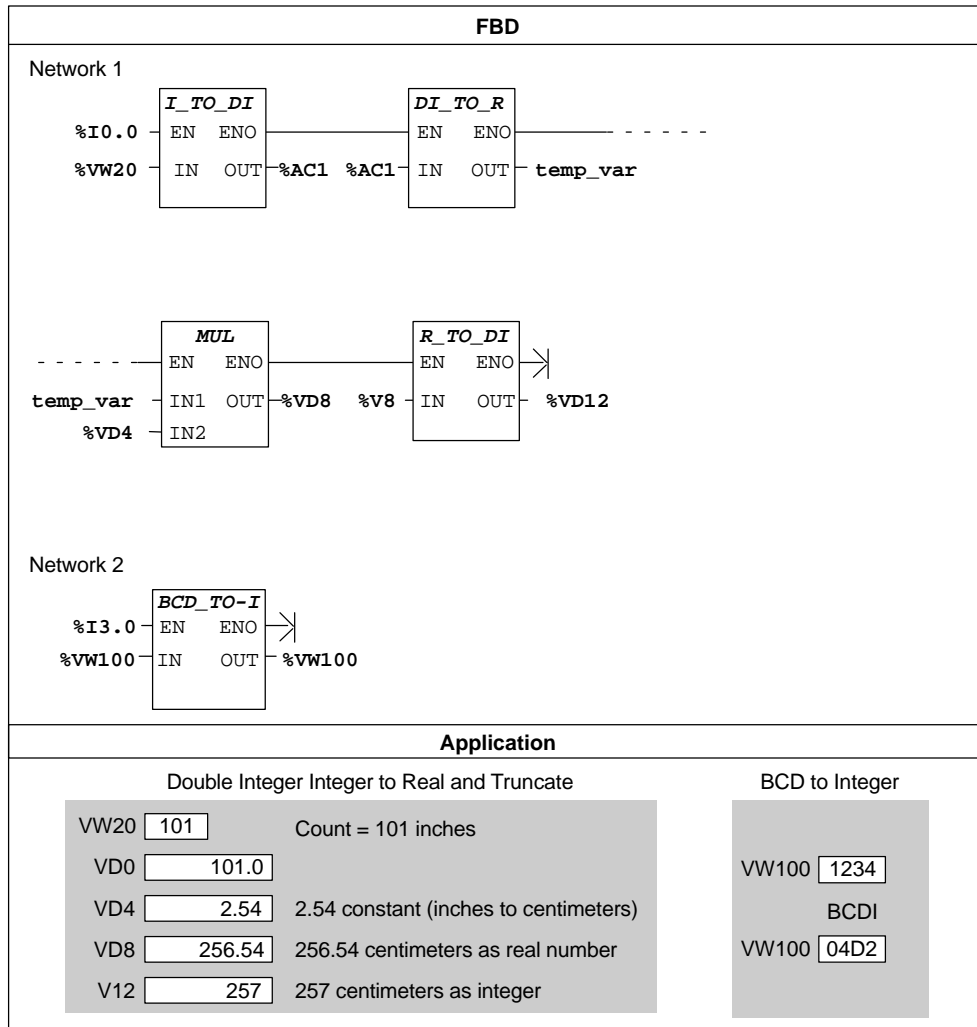 FBD
Network 1
I_TO_DI DI_TO_R
%I0.0 EN ENO EN ENO
%VW20 IN OUT %AC1 %AC1 IN OUT temp_var
MUL R_TO_DI
EN ENO EN ENO
temp_var IN1 OUT %VD8 %V8 IN OUT %VD12
%VD4 IN2
Network 2
BCD_TO-I
%I3.0 EN ENO
%VW100 IN OUT %VW100
Application
Double Integer Integer to Real and Truncate BCD to Integer
VW20 101 Count = 101 inches
VD0 101.0 VW100 1234
VD4 2.54 2.54 constant (inches to centimeters) BCDI
VD8 256.54 256.54 centimeters as real number VW100 04D2
V12 257 257 centimeters as integer